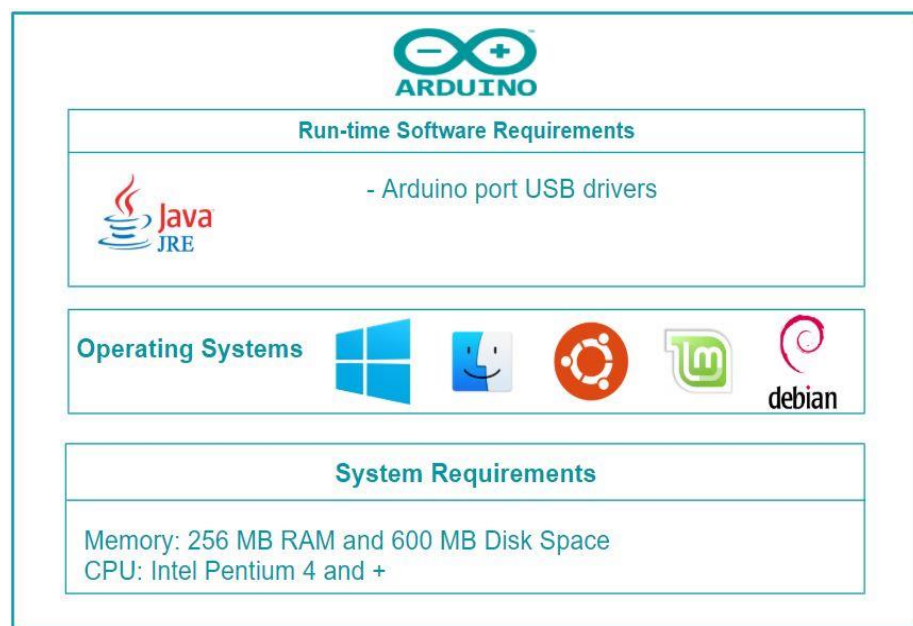 ARDUINO
Run-time Software Requirements
Java
JRE
- Arduino port USB drivers
Operating Systems
lm
debian
System Requirements
Memory: 256 MB RAM and 600 MB Disk Space
CPU: Intel Pentium 4 and +